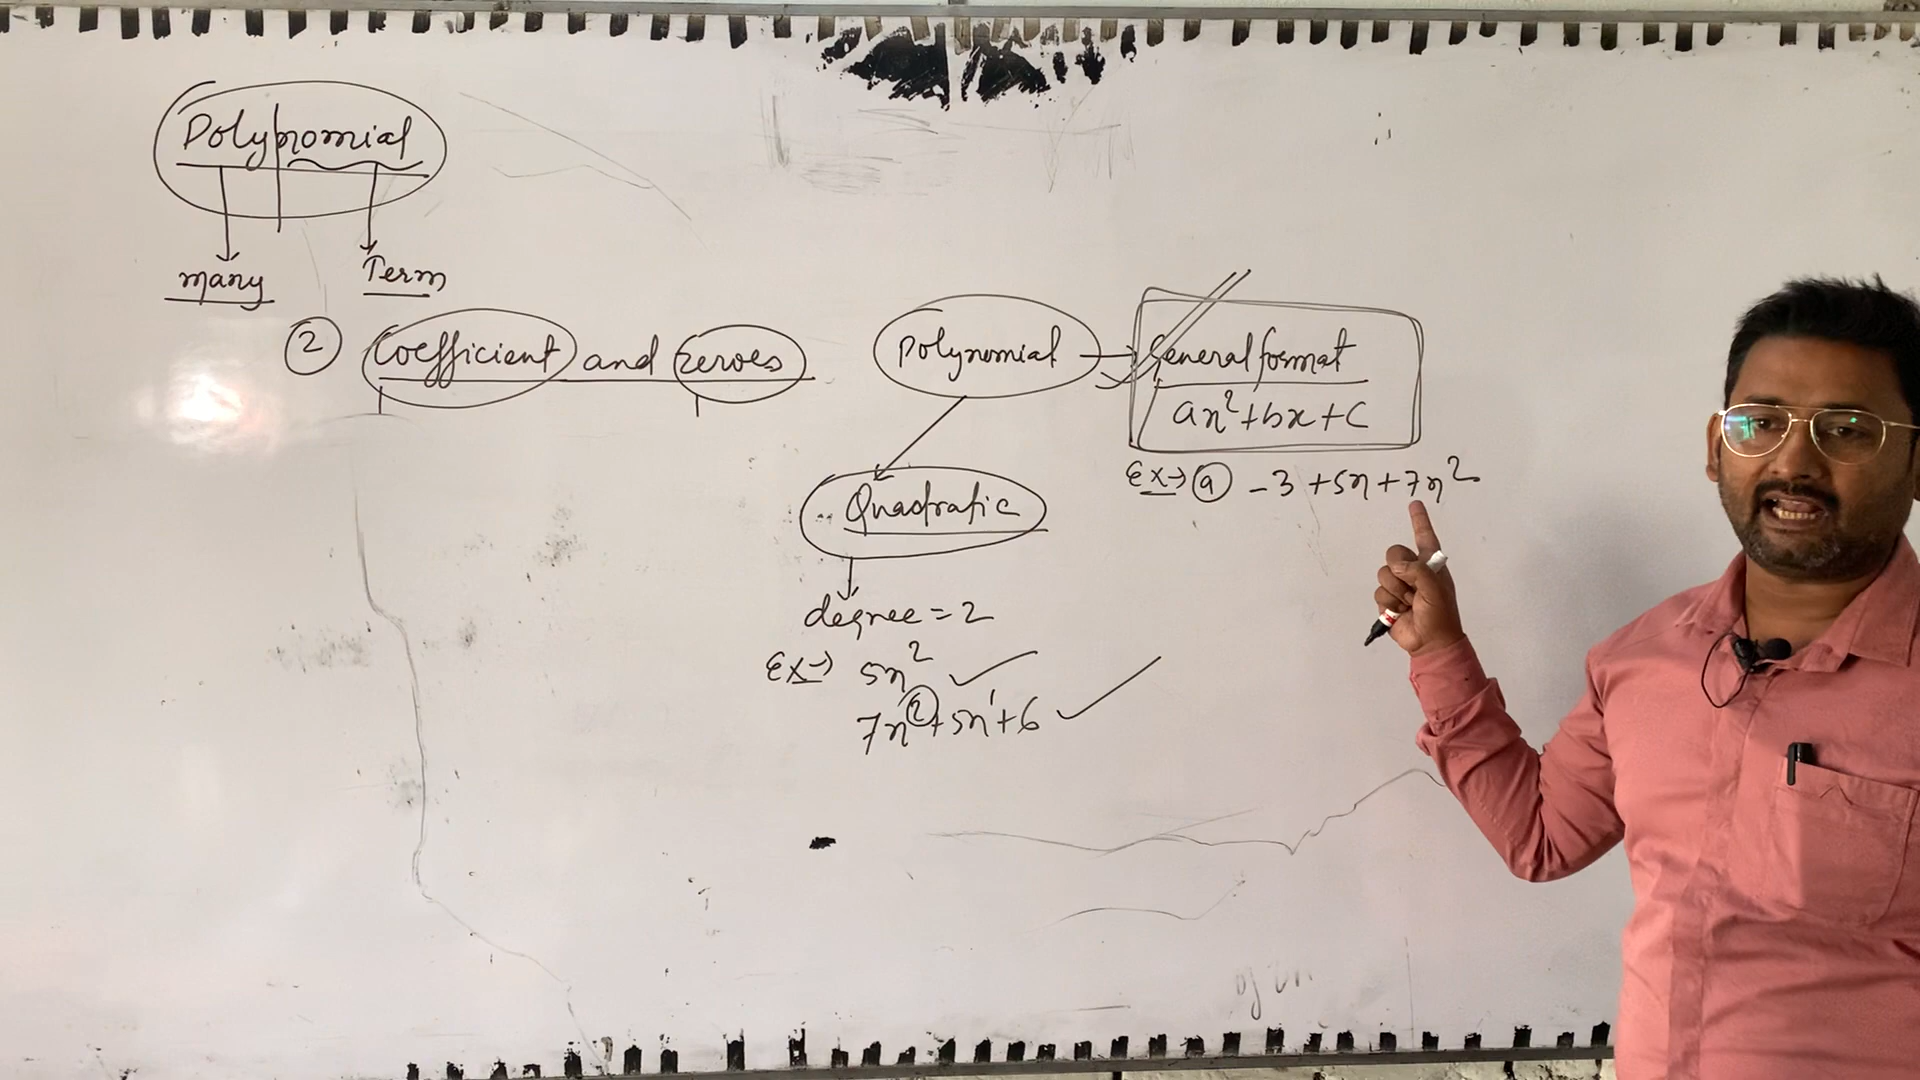 Polynomial
many Term
② Coefficient and zeroes
Polynomial → General format
ax²+bx+c
Ex→ ⓐ -3+5x+7x²
Quadratic
degree=2
Ex→ 5x² ✓
7x²+5x¹+6 ✓